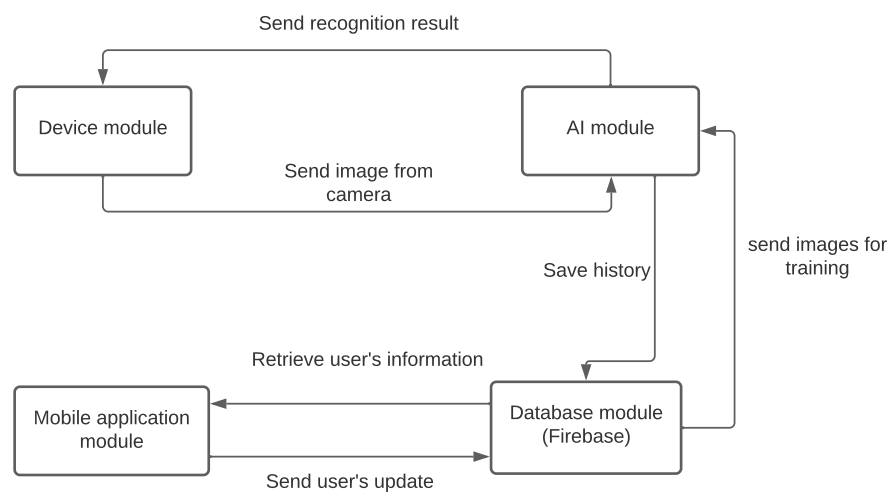 Send recognition result
Device module
AI module
Send image from
camera
send images for
training
Save history
Retrieve user's information
Mobile application
module
Database module
(Firebase)
Send user's update